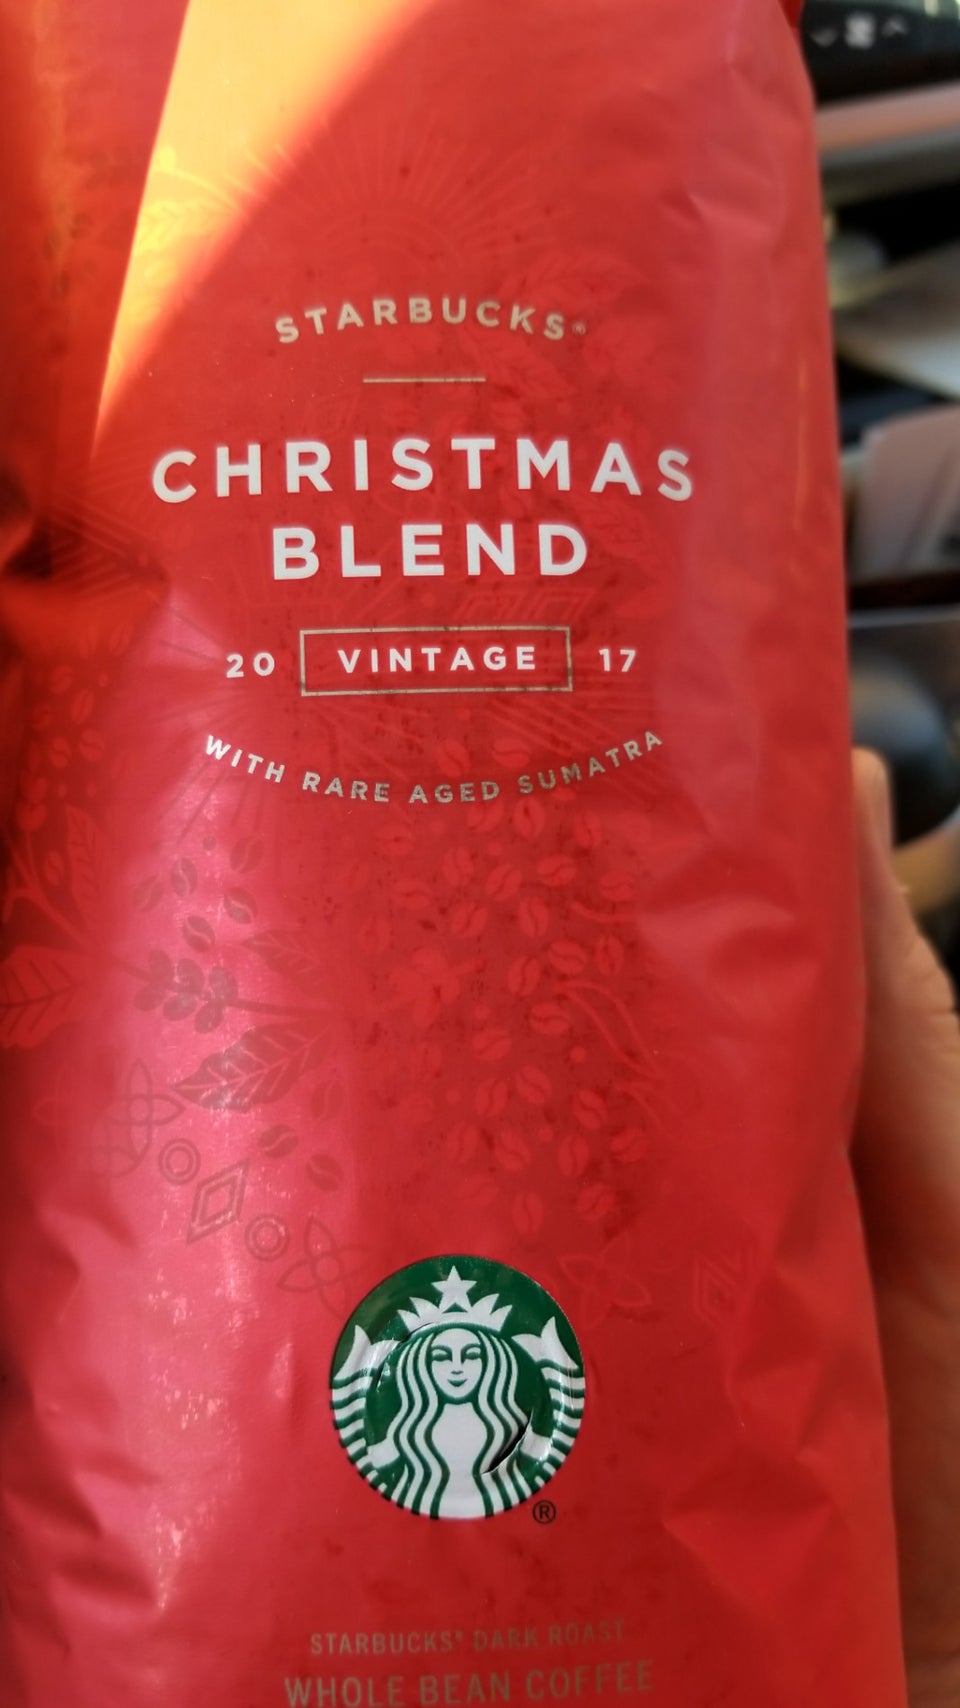 STARBUCKS®
CHRISTMAS
BLEND
20 VINTAGE 17
WITH RARE AGED SUMATRA
®
STARBUCKS® DARK ROAST
WHOLE BEAN COFFEE